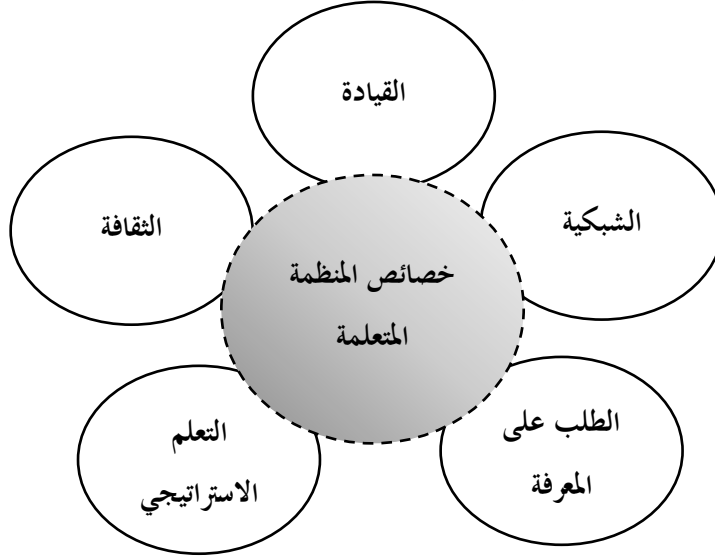 القيادة
الشبكية
الثقافة
خصائص المنظمة
المتعلمة
الطلب على
المعرفة
التعلم
الاستراتيجي